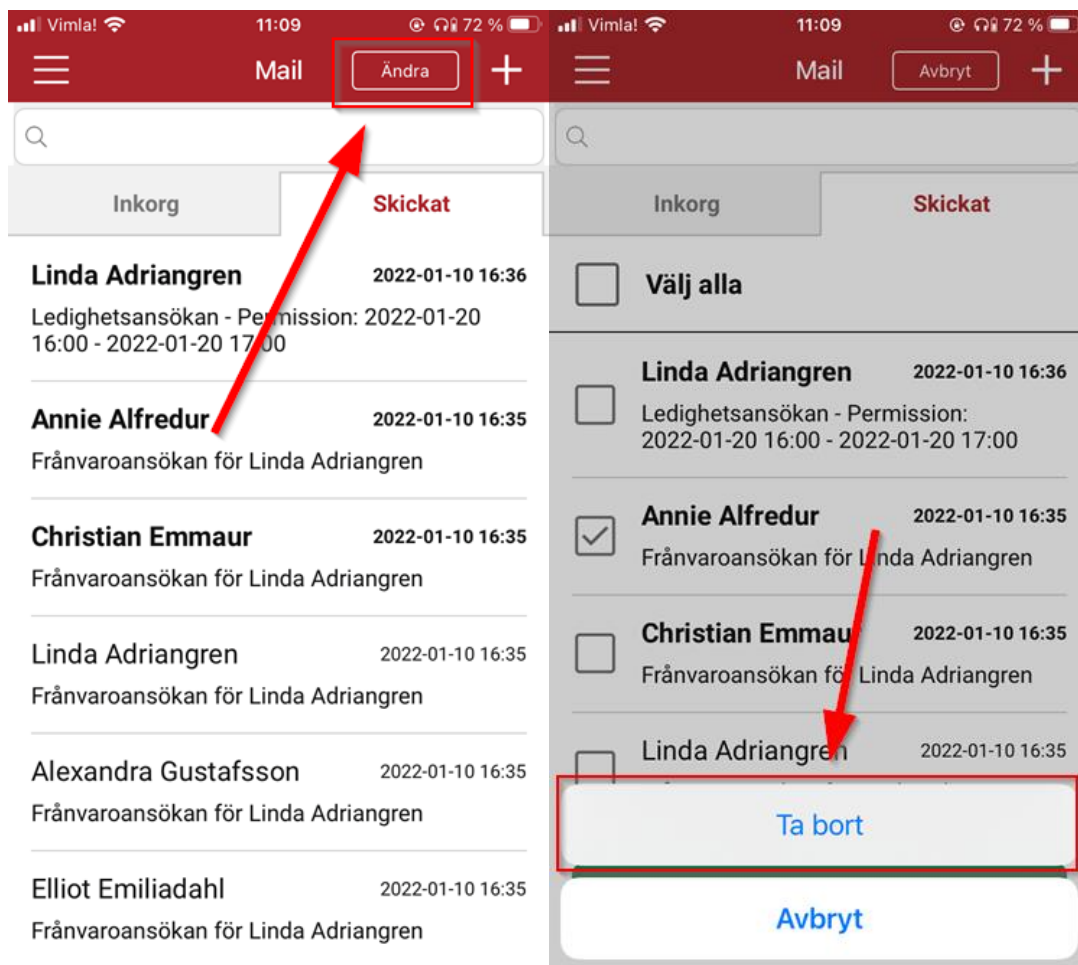 Vimla! 11:09 72 %
Mail Ändra
Inkorg Skickat
Linda Adriangren 2022-01-10 16:36
Ledighetsansökan - Permission: 2022-01-20
16:00 - 2022-01-20 17:00
Annie Alfredur 2022-01-10 16:35
Frånvaroansökan för Linda Adriangren
Christian Emmaur 2022-01-10 16:35
Frånvaroansökan för Linda Adriangren
Linda Adriangren 2022-01-10 16:35
Frånvaroansökan för Linda Adriangren
Alexandra Gustafsson 2022-01-10 16:35
Frånvaroansökan för Linda Adriangren
Elliot Emiliadahl 2022-01-10 16:35
Frånvaroansökan för Linda Adriangren
Vimla! 11:09 72 %
Mail Avbryt
Inkorg Skickat
Välj alla
Linda Adriangren 2022-01-10 16:36
Ledighetsansökan - Permission:
2022-01-20 16:00 - 2022-01-20 17:00
Annie Alfredur 2022-01-10 16:35
Frånvaroansökan för Linda Adriangren
Christian Emmaur 2022-01-10 16:35
Frånvaroansökan för Linda Adriangren
Linda Adriangren 2022-01-10 16:35
Ta bort
Avbryt